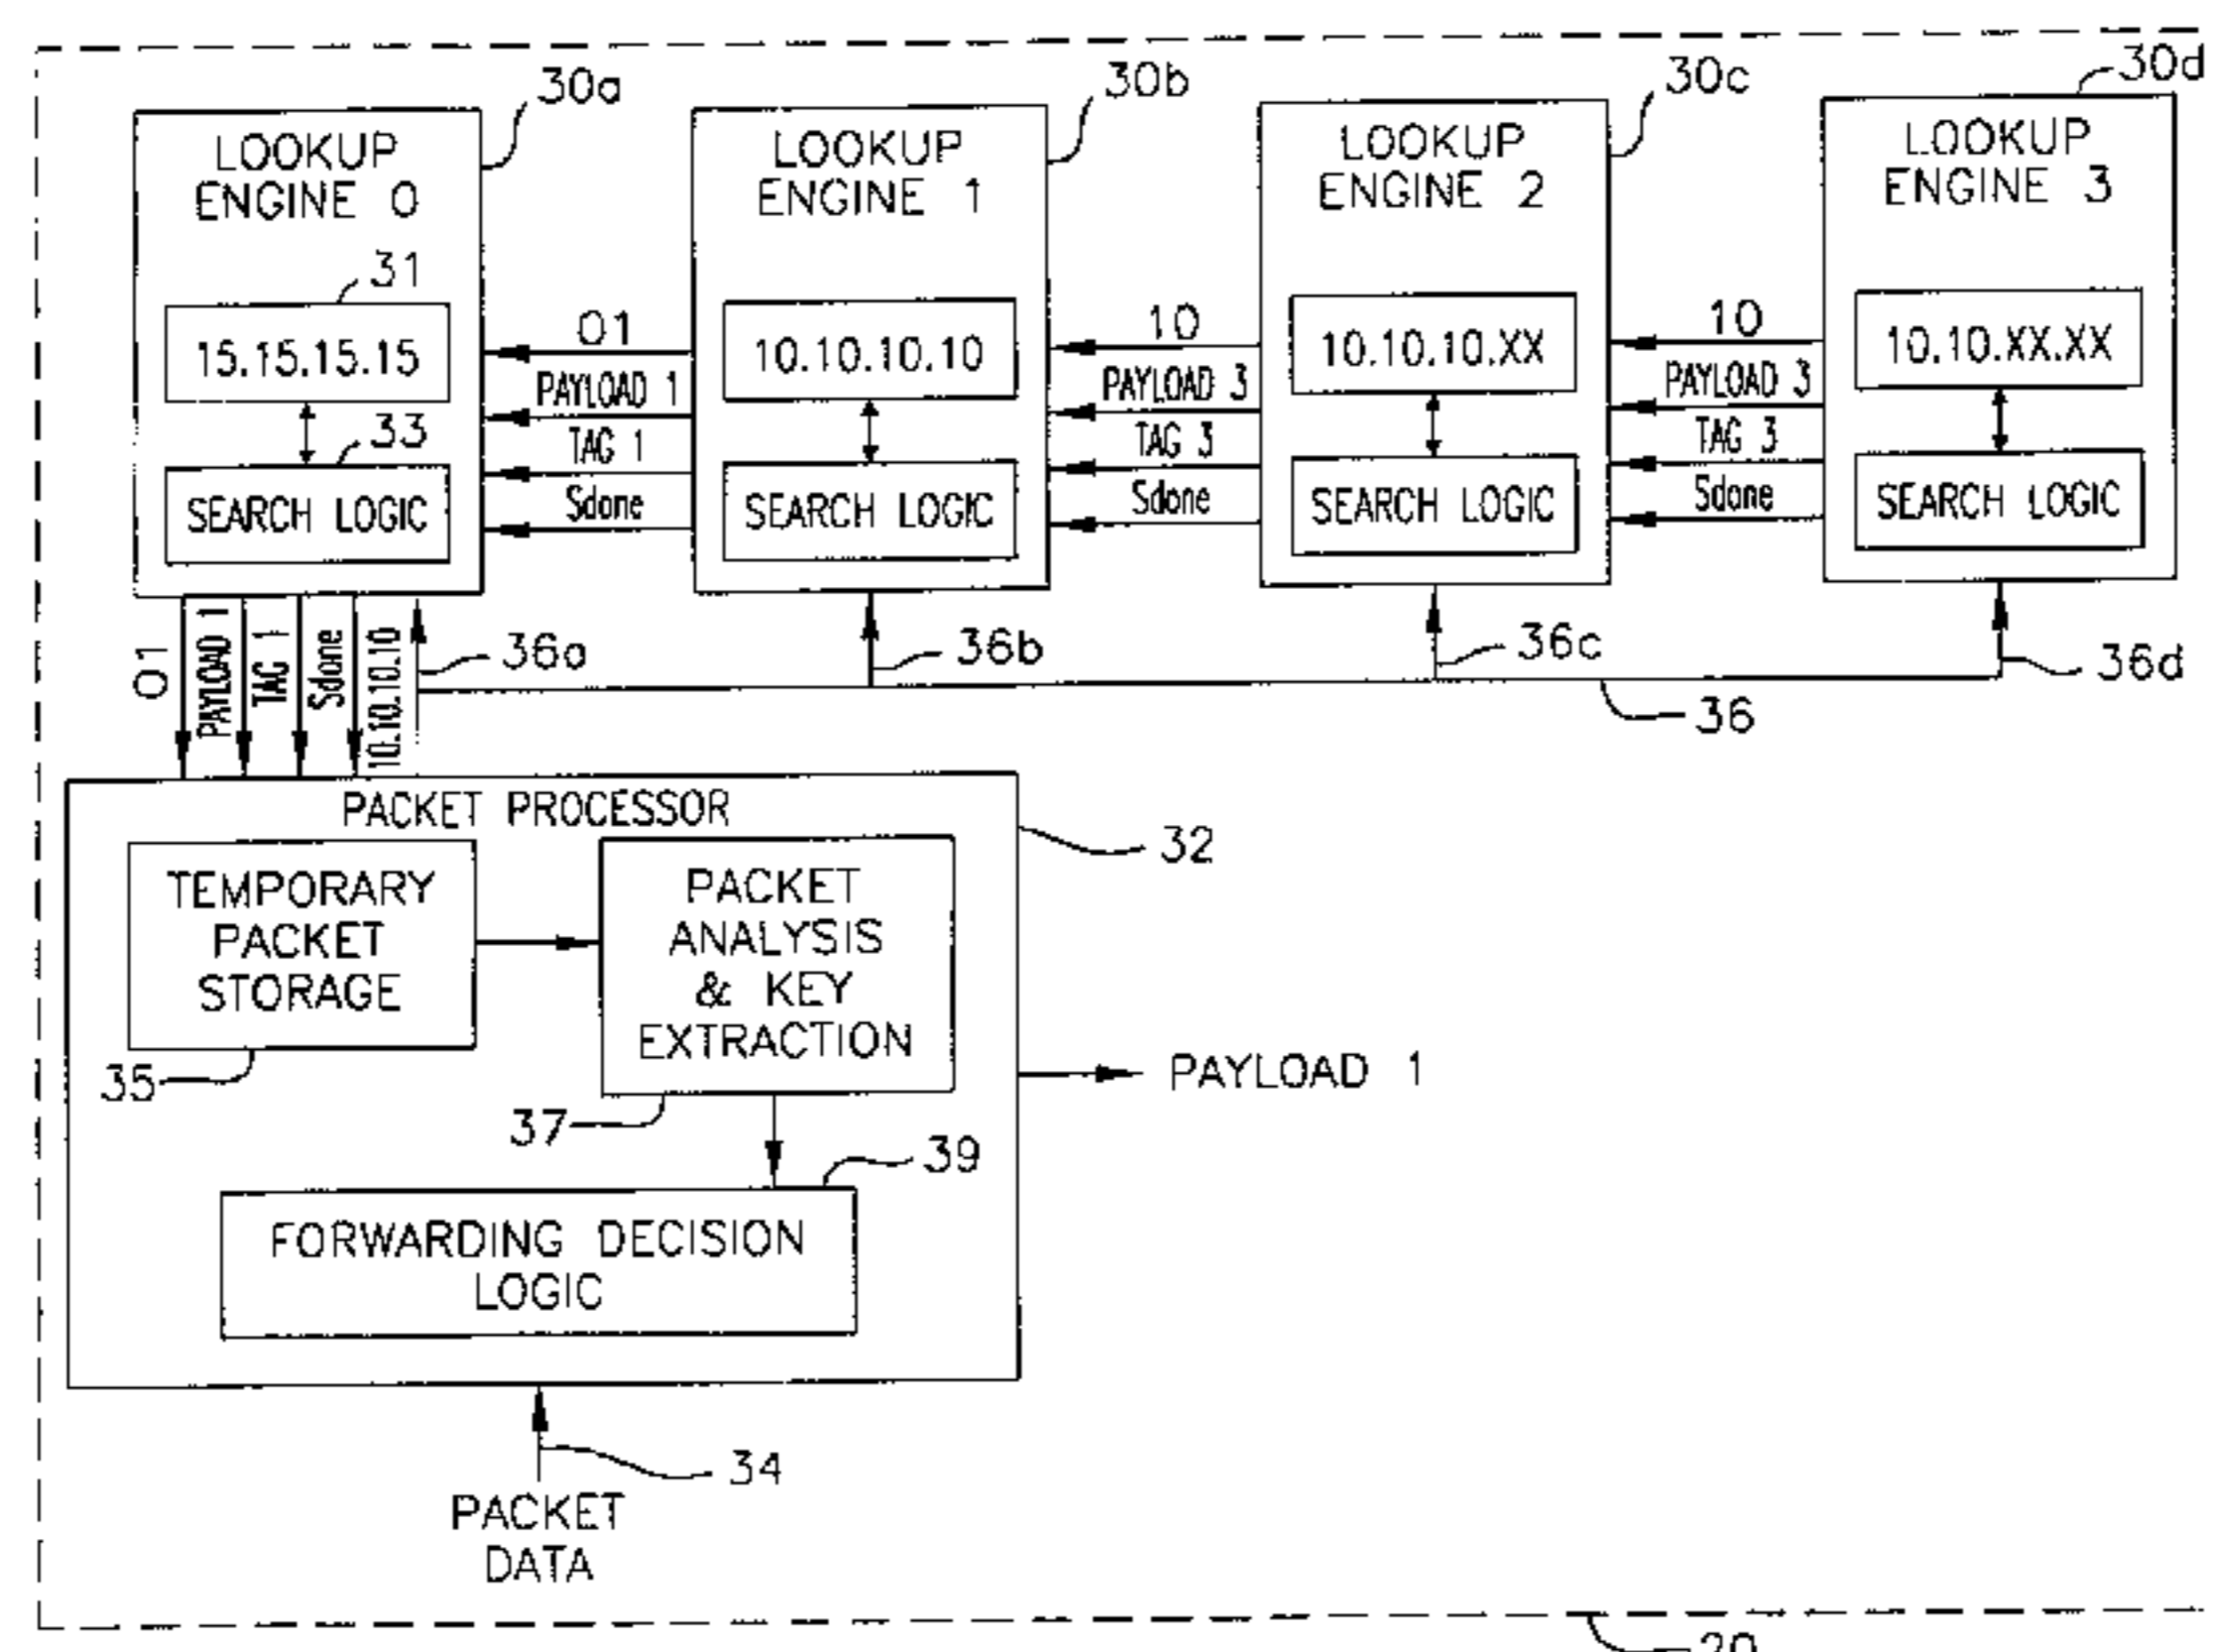 30a
30b
30c
30d
LOOKUP
ENGINE 0
LOOKUP
ENGINE 1
LOOKUP
ENGINE 2
LOOKUP
ENGINE 3
31
15.15.15.15
10.10.10.10
10.10.10.XX
10.10.XX.XX
01
PAYLOAD 1
TAG 1
Sdone
10
PAYLOAD 3
TAG 3
Sdone
10
PAYLOAD 3
TAG 3
Sdone
33
SEARCH LOGIC
SEARCH LOGIC
SEARCH LOGIC
SEARCH LOGIC
01
PAYLOAD 1
TAG 1
Sdone
10.10.10.10
36a
36b
36c
36d
36
PACKET PROCESSOR
32
TEMPORARY
PACKET
STORAGE
35
PACKET
ANALYSIS
& KEY
EXTRACTION
37
PAYLOAD 1
39
FORWARDING DECISION
LOGIC
34
PACKET
DATA